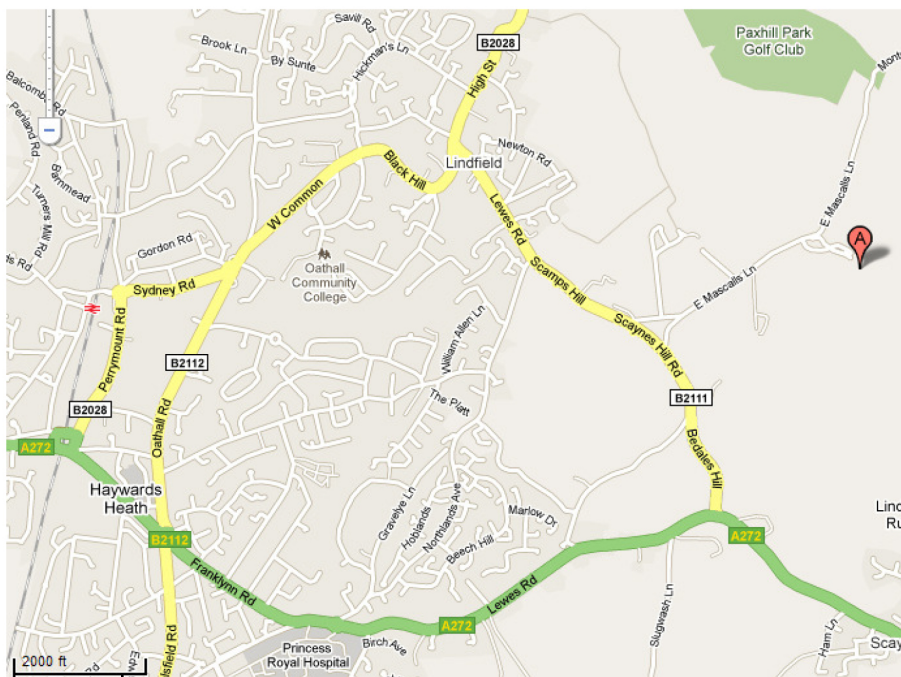 Savill Rd
Brook Ln
By Sunte
Hickman's Ln
B2028
High St
Paxhill Park
Golf Club
Balcombe Rd
Penland Rd
Barnmead
Turners Mill Rd
Newton Rd
Lindfield
Black Hill
W Common
Lewes Rd
E Mascalls Ln
A
Gordon Rd
Oathall
Community
College
Sydney Rd
Scamps Hill
E Mascalls Ln
Perrymount Rd
William Allen Ln
Scaynes Hill Rd
B2112
The Platt
B2111
B2028
Oathall Rd
A272
Bedales Hill
Haywards
Heath
Gravelye Ln
Hoblands
Northlands Ave
Marlow Dr
Beech Hill
B2112
A272
Franklynn Rd
Lewes Rd
Slugwash Ln
A272
Ham Ln
Birch Ave
Princess
Royal Hospital
2000 ft